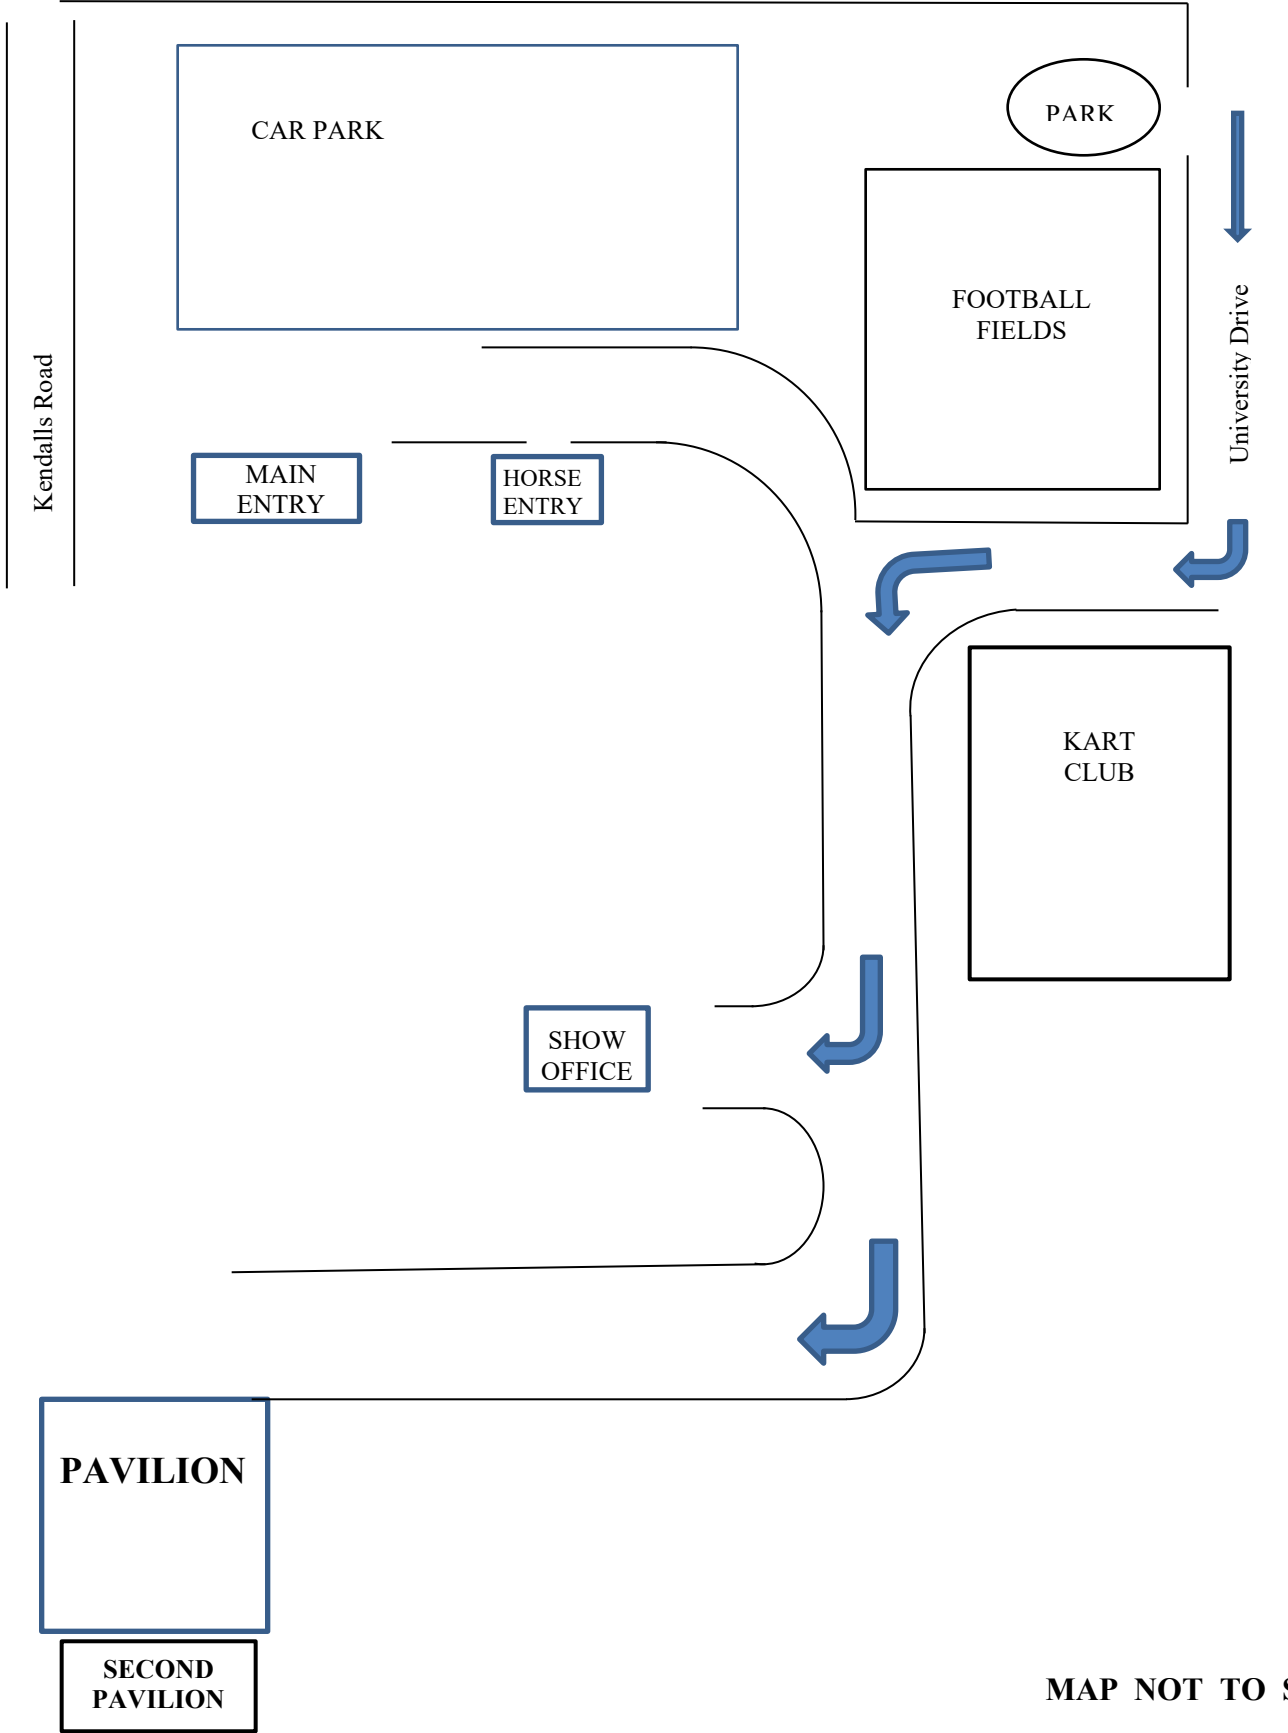 CAR PARK
PARK
FOOTBALL
FIELDS
University Drive
Kendalls Road
MAIN
ENTRY
HORSE
ENTRY
KART
CLUB
SHOW
OFFICE
PAVILION
SECOND
PAVILION
MAP NOT TO S